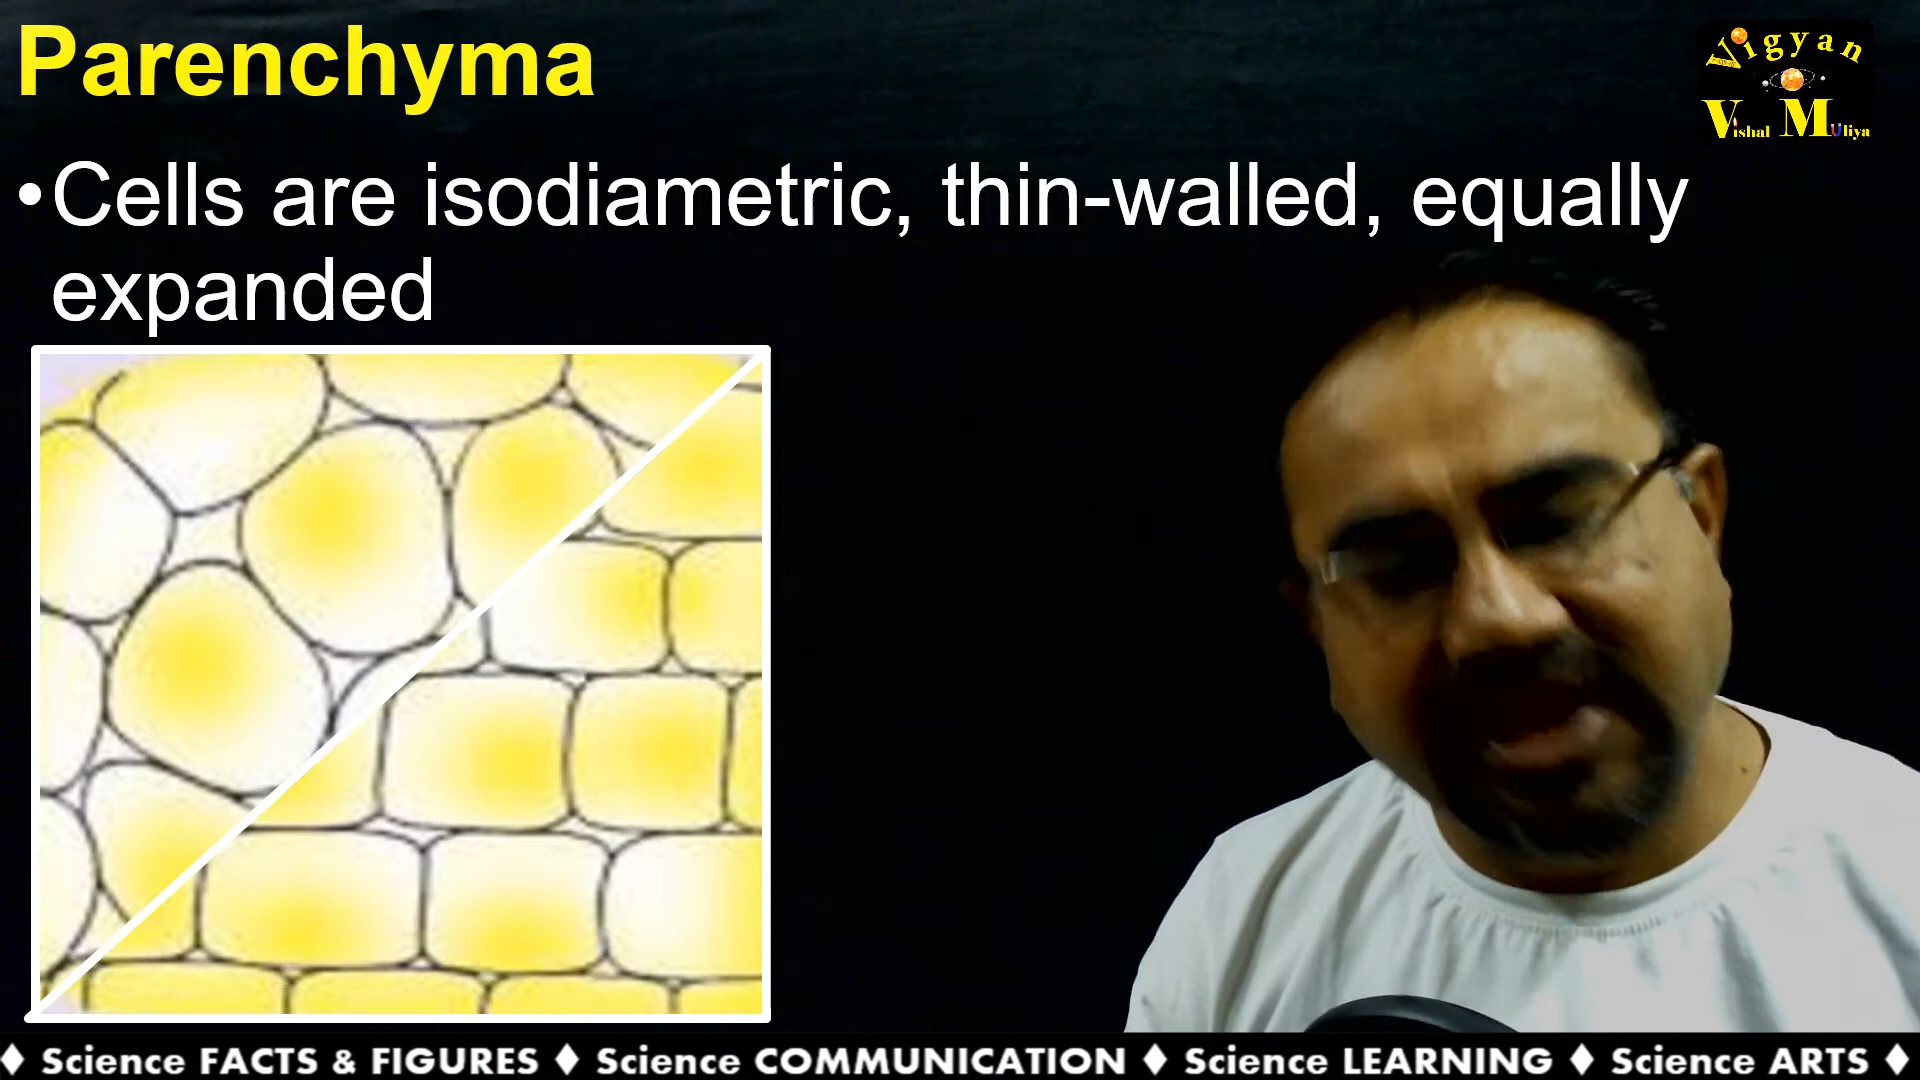 Parenchyma
Vigyan
Vishal MUliya
•Cells are isodiametric, thin-walled, equally
expanded
♦ Science FACTS & FIGURES ♦ Science COMMUNICATION ♦ Science LEARNING ♦ Science ARTS ♦